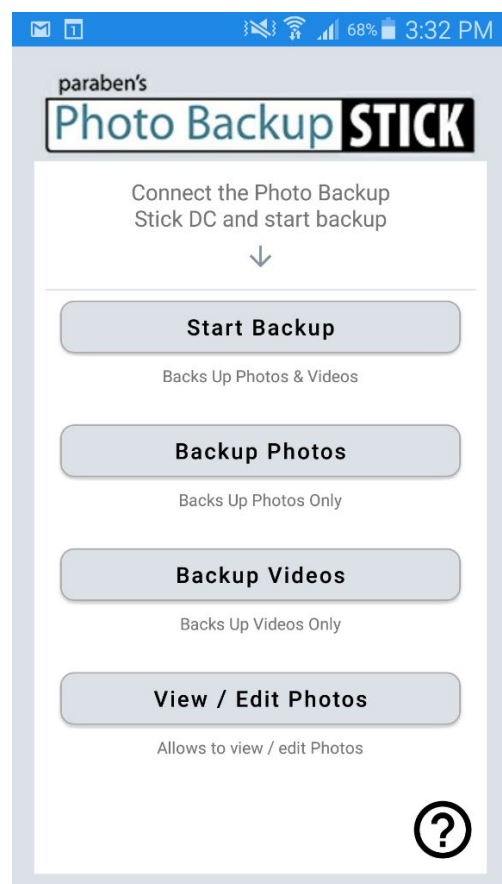 1 68% 3:32 PM
paraben's
Photo Backup STICK
Connect the Photo Backup
Stick DC and start backup
Start Backup
Backs Up Photos & Videos
Backup Photos
Backs Up Photos Only
Backup Videos
Backs Up Videos Only
View / Edit Photos
Allows to view / edit Photos
?